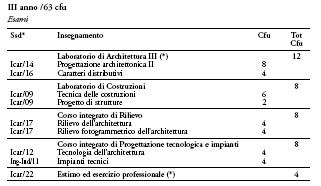 III anno /63 cfu
Esami
Ssd* Insegnamento Cfu Tot
Cfu
Laboratorio di Architettura III (*) 12
Icar/14 Progettazione architettonica II 8
Icar/16 Caratteri distributivi 4
Laboratorio di Costruzioni 8
Icar/09 Tecnica delle costruzioni 6
Icar/09 Progetto di strutture 2
Corso integrato di Rilievo 8
Icar/17 Rilievo dell'architettura 4
Icar/17 Rilievo fotogrammetrico dell'architettura 4
Corso integrato di Progettazione tecnologica e impianti 8
Icar/12 Tecnologia dell'architettura 4
Ing-Ind/11 Impianti tecnici 4
Icar/22 Estimo ed esercizio professionale (*) 4